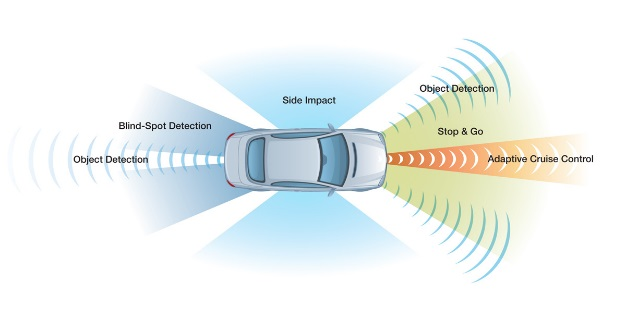 Object Detection
Side Impact
Blind-Spot Detection
Stop & Go
Object Detection
Adaptive Cruise Control